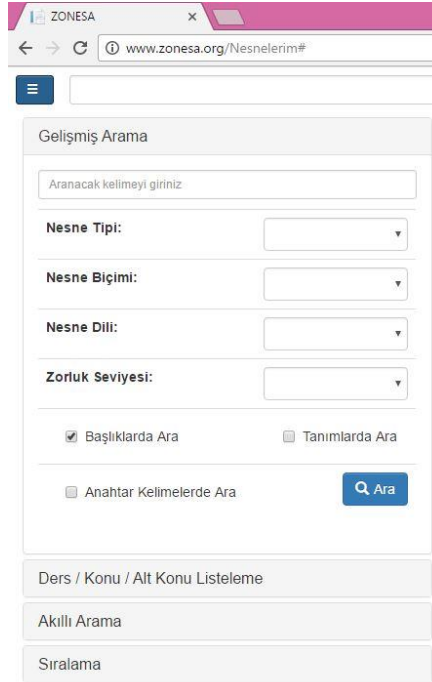 ZONESA
www.zonesa.org/Nesnelerim#
Gelişmiş Arama
Aranacak kelimeyi giriniz
Nesne Tipi:
Nesne Biçimi:
Nesne Dili:
Zorluk Seviyesi:
Başlıklarda Ara Tanımlarda Ara
Anahtar Kelimelerde Ara Ara
Ders / Konu / Alt Konu Listeleme
Akıllı Arama
Sıralama